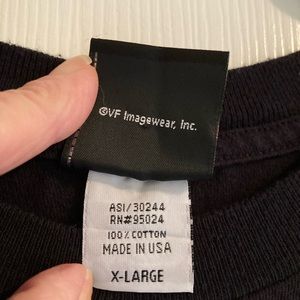 ©VF Imagewear, Inc.
ASI/30244
RN#95024
100% COTTON
MADE IN USA
X-LARGE